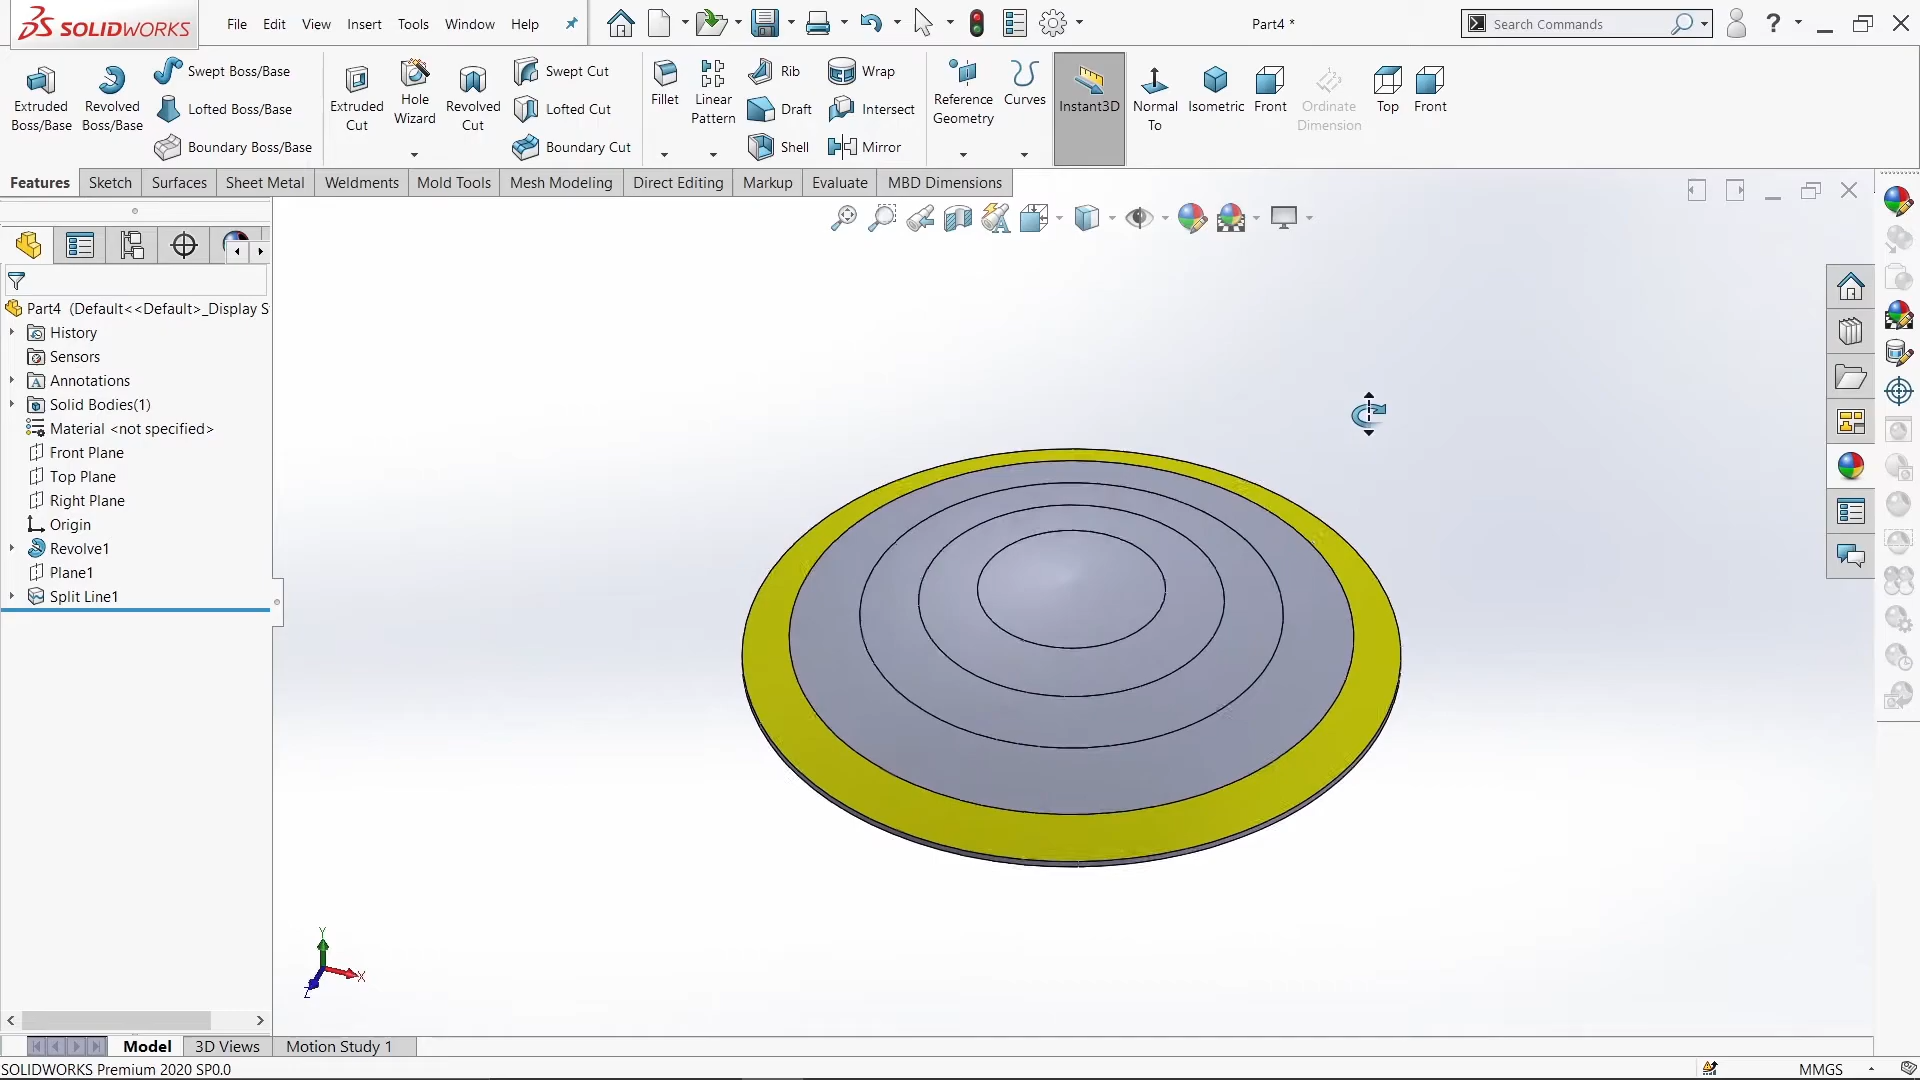 SOLIDWORKS
File Edit View Insert Tools Window Help
Part4 *
Search Commands
?
Extruded Boss/Base
Revolved Boss/Base
Swept Boss/Base
Lofted Boss/Base
Boundary Boss/Base
Extruded Cut
Hole Wizard
Revolved Cut
Swept Cut
Lofted Cut
Boundary Cut
Fillet
Linear Pattern
Rib
Draft
Shell
Wrap
Intersect
Mirror
Reference Geometry
Curves
Instant3D
Normal To
Isometric
Front
Ordinate Dimension
Top
Front
Features Sketch Surfaces Sheet Metal Weldments Mold Tools Mesh Modeling Direct Editing Markup Evaluate MBD Dimensions
Part4 (Default<<Default>_Display S
History
Sensors
Annotations
Solid Bodies(1)
Material <not specified>
Front Plane
Top Plane
Right Plane
Origin
Revolve1
Plane1
Split Line1
Y
X
Z
Model 3D Views Motion Study 1
SOLIDWORKS Premium 2020 SP0.0
MMGS